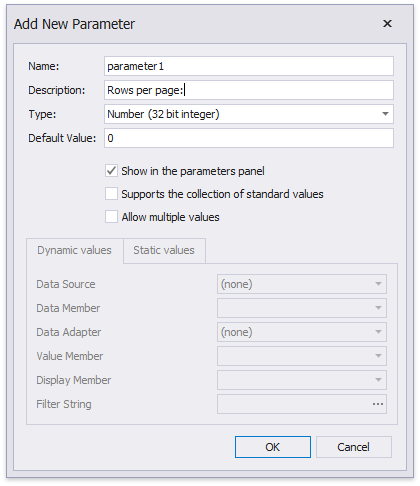 Add New Parameter
Name: parameter1
Description: Rows per page:
Type: Number (32 bit integer)
Default Value: 0
Show in the parameters panel
Supports the collection of standard values
Allow multiple values
Dynamic values Static values
Data Source (none)
Data Member
Data Adapter (none)
Value Member
Display Member
Filter String ...
OK Cancel